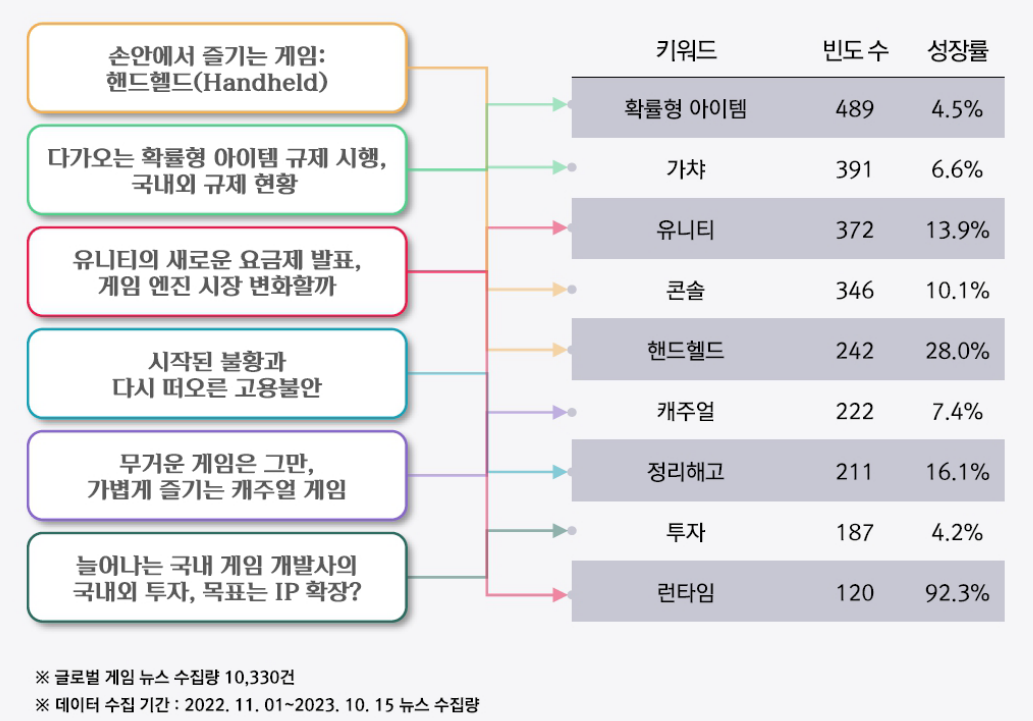 손안에서 즐기는 게임:
핸드헬드(Handheld)
다가오는 확률형 아이템 규제 시행,
국내외 규제 현황
유니티의 새로운 요금제 발표,
게임 엔진 시장 변화할까
시작된 불황과
다시 떠오른 고용불안
무거운 게임은 그만,
가볍게 즐기는 캐주얼 게임
늘어나는 국내 게임 개발사의
국내외 투자, 목표는 IP 확장?
키워드 빈도 수 성장률
확률형 아이템 489 4.5%
가챠 391 6.6%
유니티 372 13.9%
콘솔 346 10.1%
핸드헬드 242 28.0%
캐주얼 222 7.4%
정리해고 211 16.1%
투자 187 4.2%
런타임 120 92.3%
※ 글로벌 게임 뉴스 수집량 10,330건
※ 데이터 수집 기간 : 2022. 11. 01~2023. 10. 15 뉴스 수집량